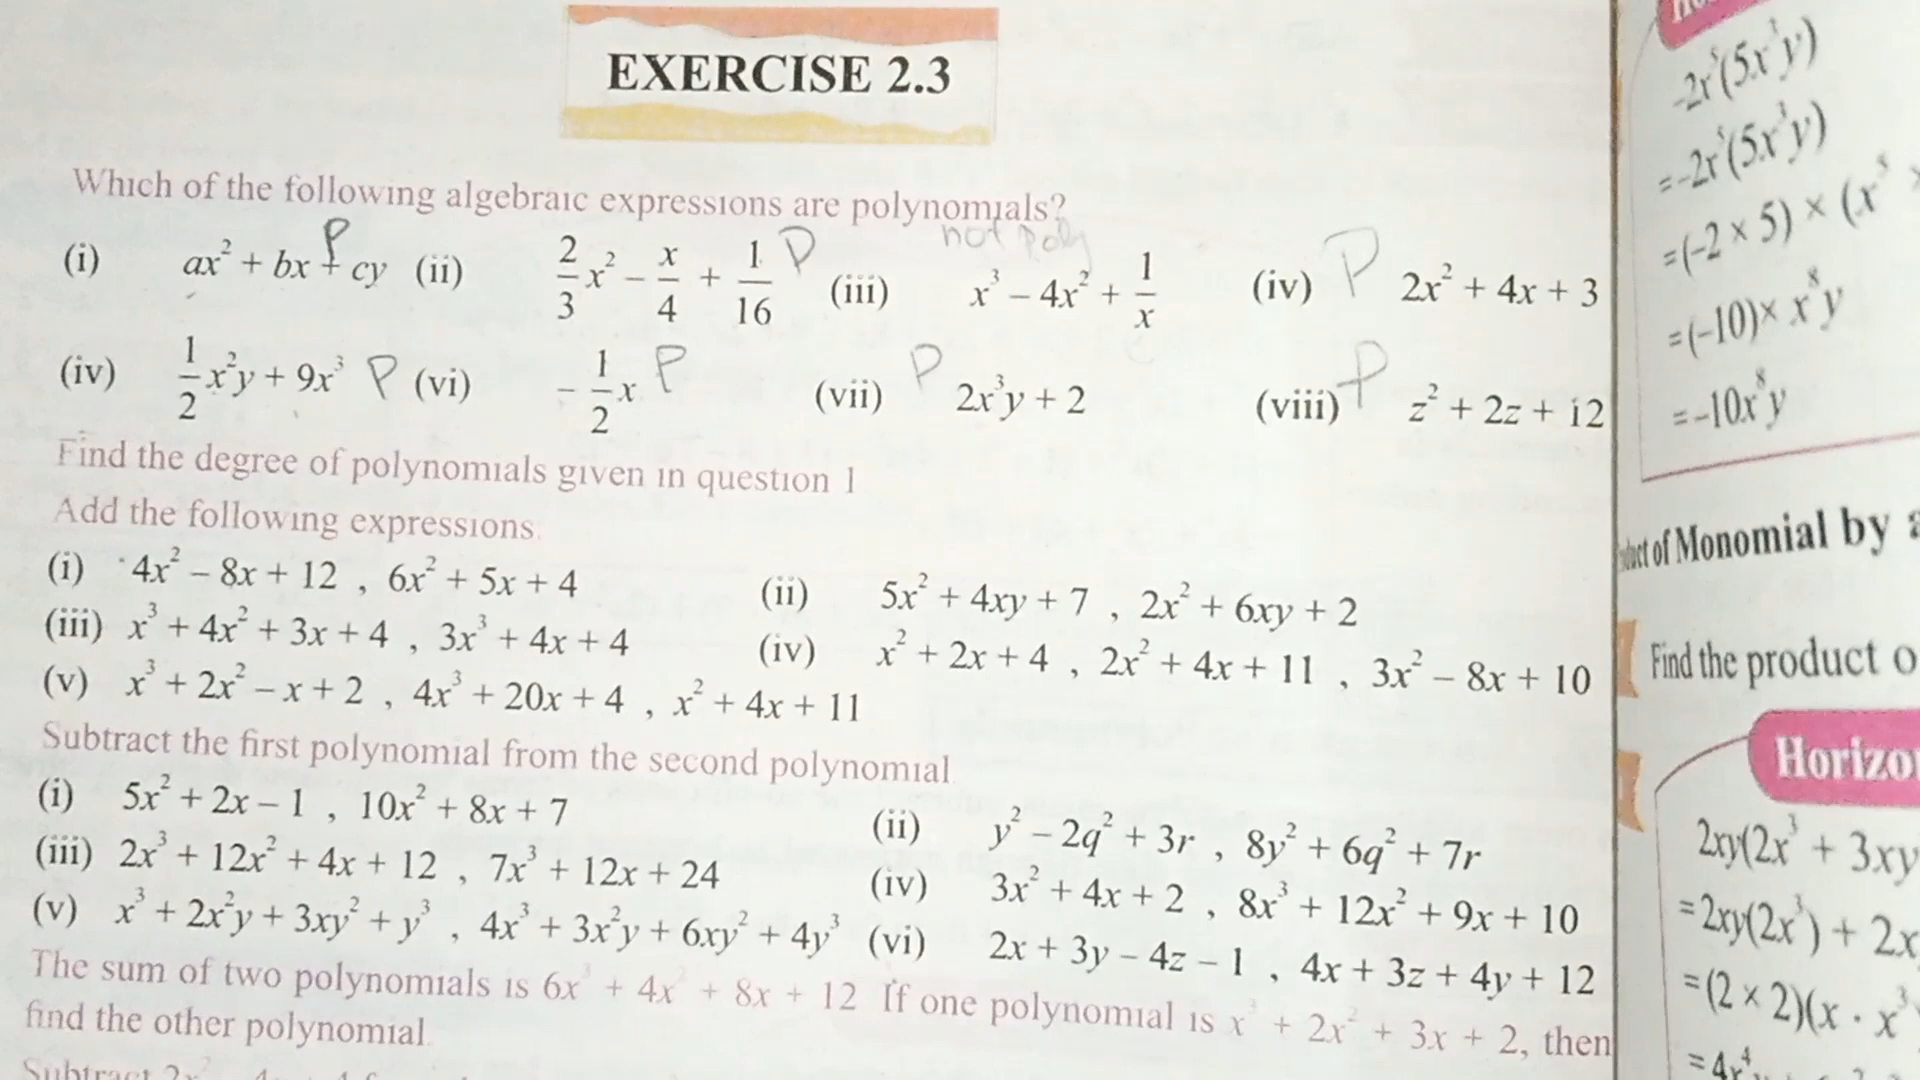 EXERCISE 2.3
Which of the following algebraic expressions are polynomials?
not poly
(i) ax² + bx + cy P (ii) 2/3 x² − x/4 + 1/16 P (iii) x³ − 4x² + 1/x (iv) P 2x² + 4x + 3
(iv) 1/2 x²y + 9x³ P (vi) − 1/2 x P (vii) P 2x³y + 2 (viii) P z² + 2z + 12
Find the degree of polynomials given in question 1
Add the following expressions.
(i) 4x² − 8x + 12 , 6x² + 5x + 4 (ii) 5x² + 4xy + 7 , 2x² + 6xy + 2
(iii) x³ + 4x² + 3x + 4 , 3x³ + 4x + 4 (iv) x² + 2x + 4 , 2x² + 4x + 11 , 3x² − 8x + 10
(v) x³ + 2x² − x + 2 , 4x³ + 20x + 4 , x² + 4x + 11
Subtract the first polynomial from the second polynomial
(i) 5x² + 2x − 1 , 10x² + 8x + 7 (ii) y² − 2q² + 3r , 8y² + 6q² + 7r
(iii) 2x³ + 12x² + 4x + 12 , 7x³ + 12x + 24 (iv) 3x² + 4x + 2 , 8x³ + 12x² + 9x + 10
(v) x³ + 2x²y + 3xy² + y³ , 4x³ + 3x²y + 6xy² + 4y³ (vi) 2x + 3y − 4z − 1 , 4x + 3z + 4y + 12
The sum of two polynomials is 6x³ + 4x² + 8x + 12 If one polynomial is x³ + 2x² + 3x + 2, then
find the other polynomial.
Subtract
-2x⁵(5x³y)
=-2x⁵(5x³y)
=(-2 × 5) × (x⁵ ×
=(-10)× x⁸y
=-10x⁸y
of Monomial by
Find the product o
Horizo
2xy(2x³ + 3xy
=2xy(2x³) + 2x
=(2 × 2)(x · x³
=4x⁴